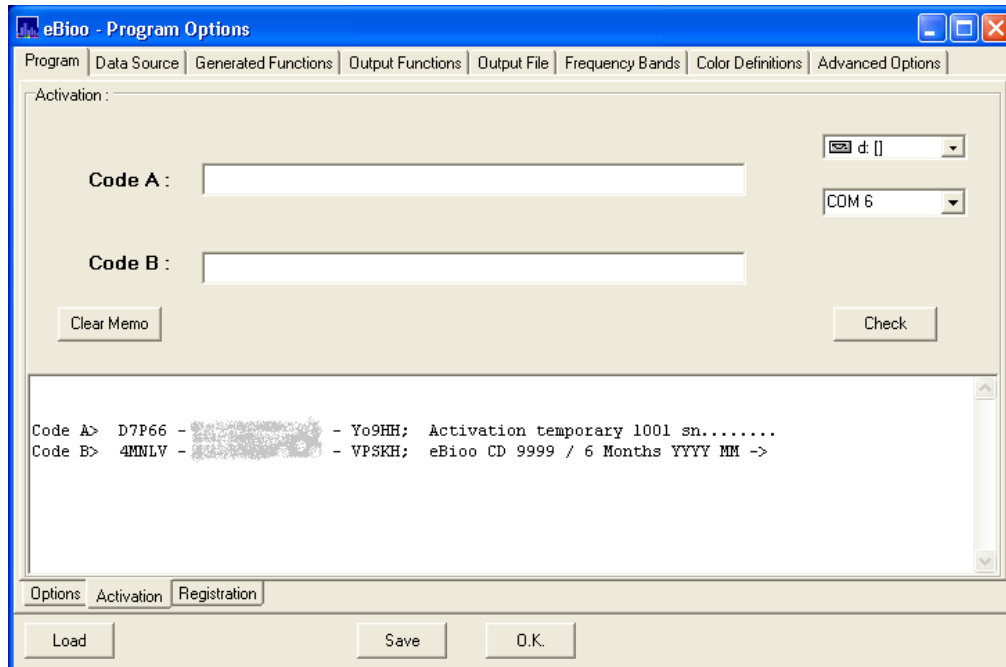 eBioo - Program Options
Program Data Source Generated Functions Output Functions Output File Frequency Bands Color Definitions Advanced Options
Activation :
d: []
Code A :
COM 6
Code B :
Clear Memo Check
Code A> D7P66 - - Yo9HH; Activation temporary 1001 sn........
Code B> 4MNLV - - VPSKH; eBioo CD 9999 / 6 Months YYYY MM ->
Options Activation Registration
Load Save O.K.